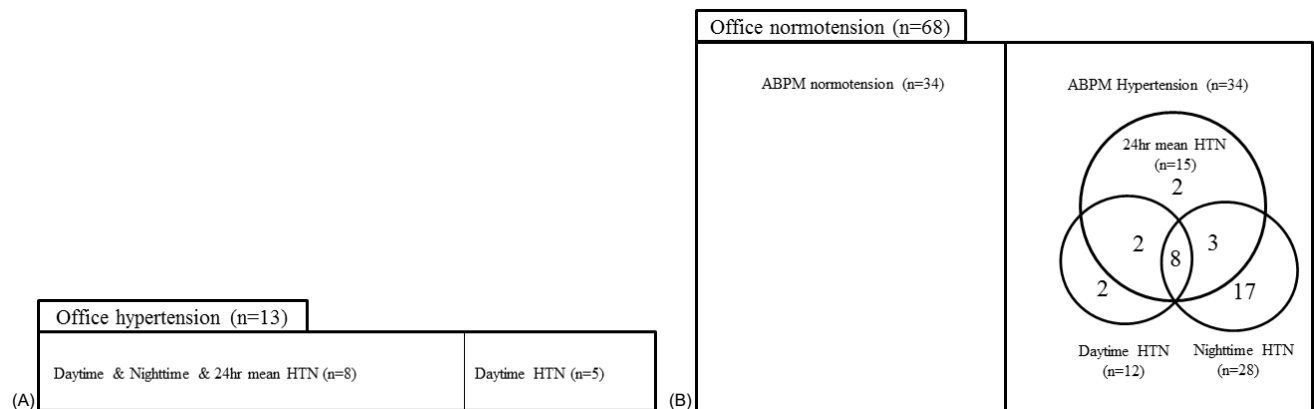 Office hypertension (n=13)
Daytime & Nighttime & 24hr mean HTN (n=8)
Daytime HTN (n=5)
(A)
Office normotension (n=68)
ABPM normotension (n=34)
ABPM Hypertension (n=34)
24hr mean HTN
(n=15)
2
2
8
3
2
17
Daytime HTN
(n=12)
Nighttime HTN
(n=28)
(B)